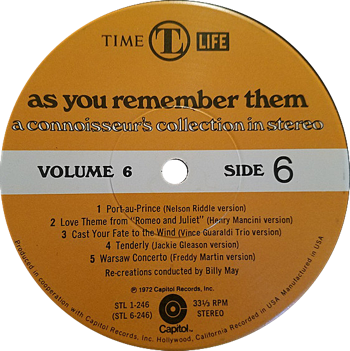 TIME T LIFE
as you remember them
a connoisseur's collection in stereo
VOLUME 6 SIDE 6
1 Port-au-Prince (Nelson Riddle version)
2 Love Theme from "Romeo and Juliet" (Henry Mancini version)
3 Cast Your Fate to the Wind (Vince Guaraldi Trio version)
4 Tenderly (Jackie Gleason version)
5 Warsaw Concerto (Freddy Martin version)
Re-creations conducted by Billy May
℗ 1972 Capitol Records, Inc.
STL 1-246 33⅓ RPM
(STL 6-246) STEREO
Capitol™
Produced in cooperation with Capitol Records, Inc. Hollywood, California Recorded in USA Manufactured in USA